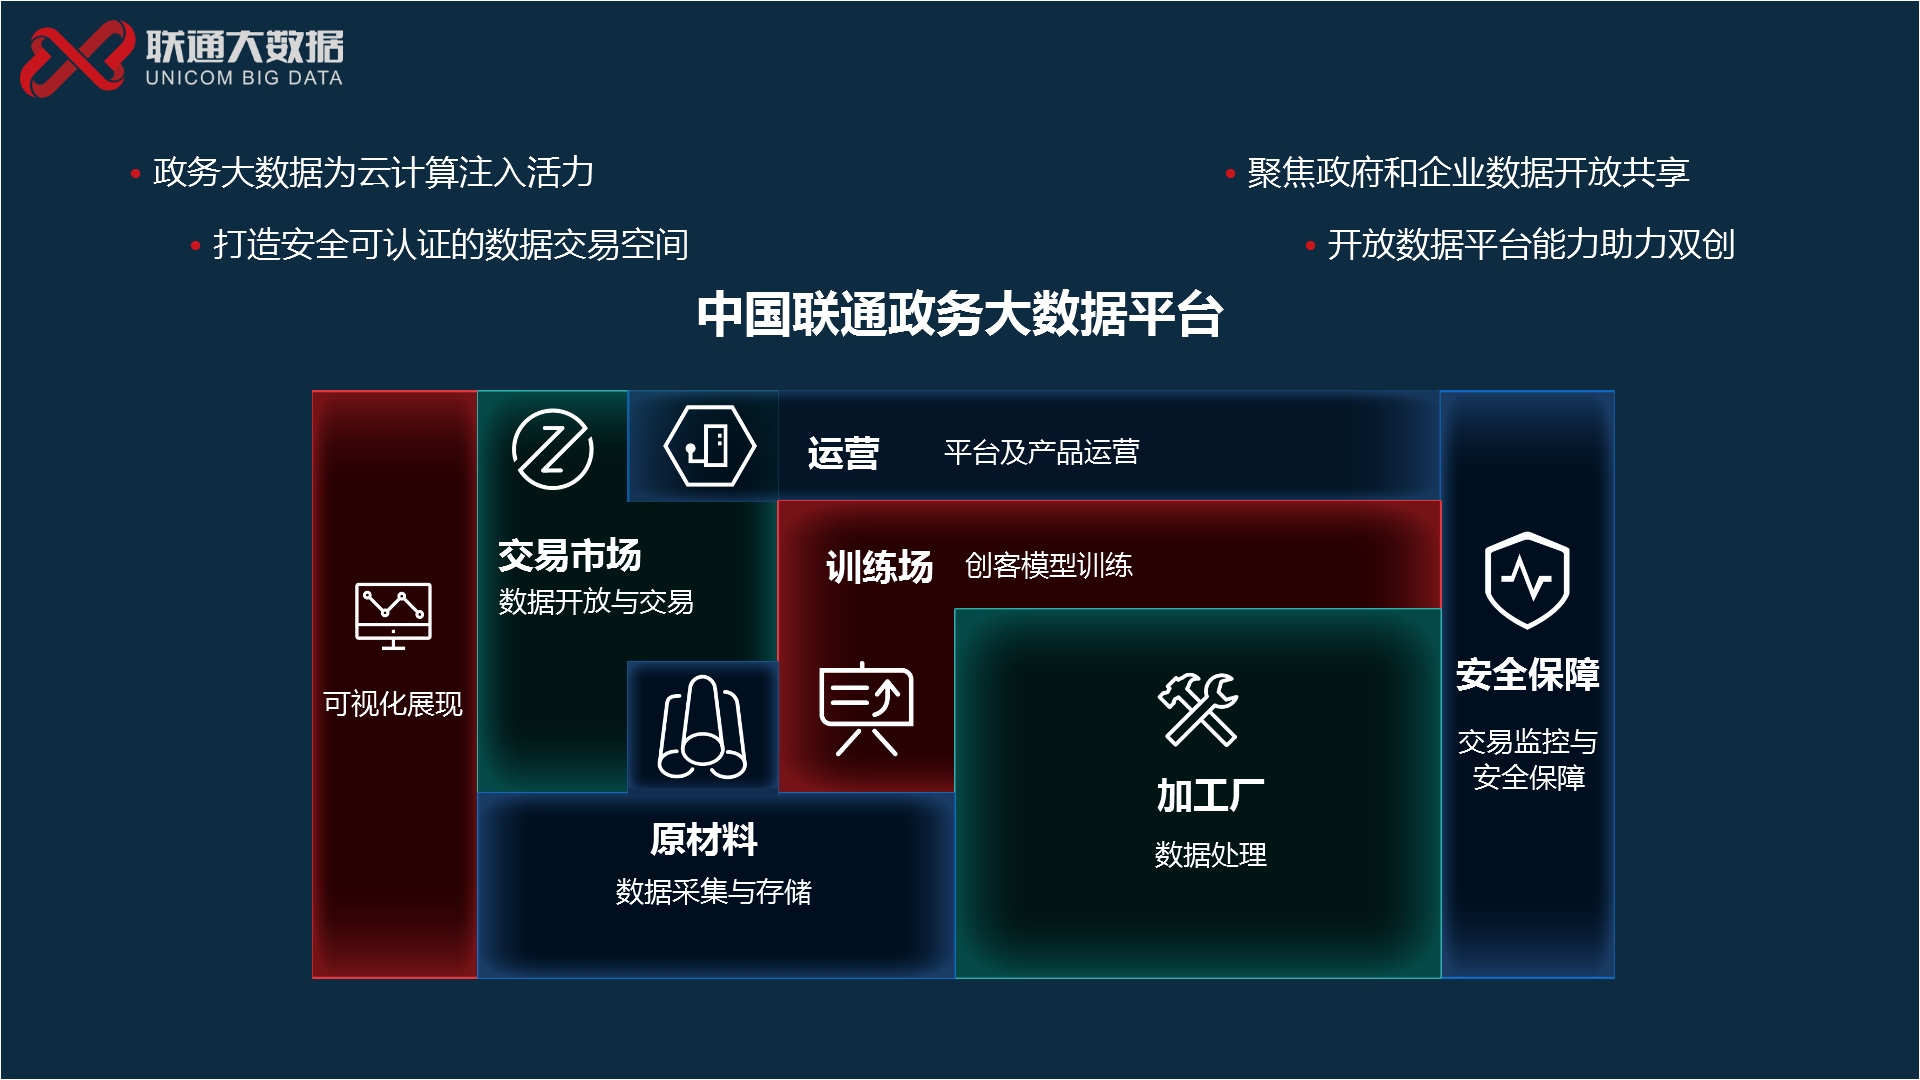 联通大数据
UNICOM BIG DATA
• 政务大数据为云计算注入活力
• 打造安全可认证的数据交易空间
• 聚焦政府和企业数据开放共享
• 开放数据平台能力助力双创
中国联通政务大数据平台
可视化展现
交易市场
数据开放与交易
运营
平台及产品运营
训练场
创客模型训练
原材料
数据采集与存储
加工厂
数据处理
安全保障
交易监控与
安全保障